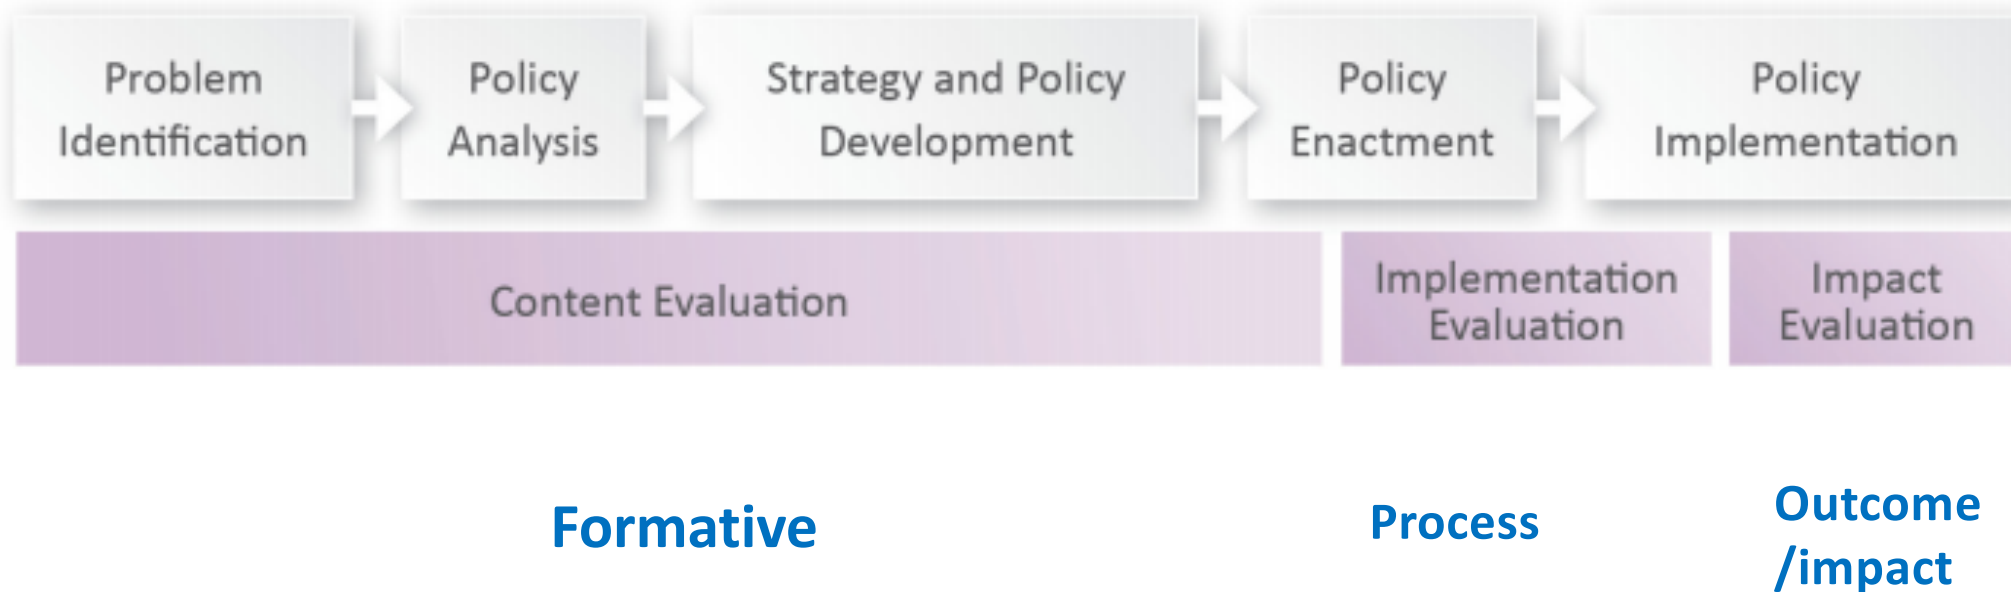 Problem
Identification
Policy
Analysis
Strategy and Policy
Development
Policy
Enactment
Policy
Implementation
Content Evaluation
Implementation
Evaluation
Impact
Evaluation
Formative
Process
Outcome
/impact